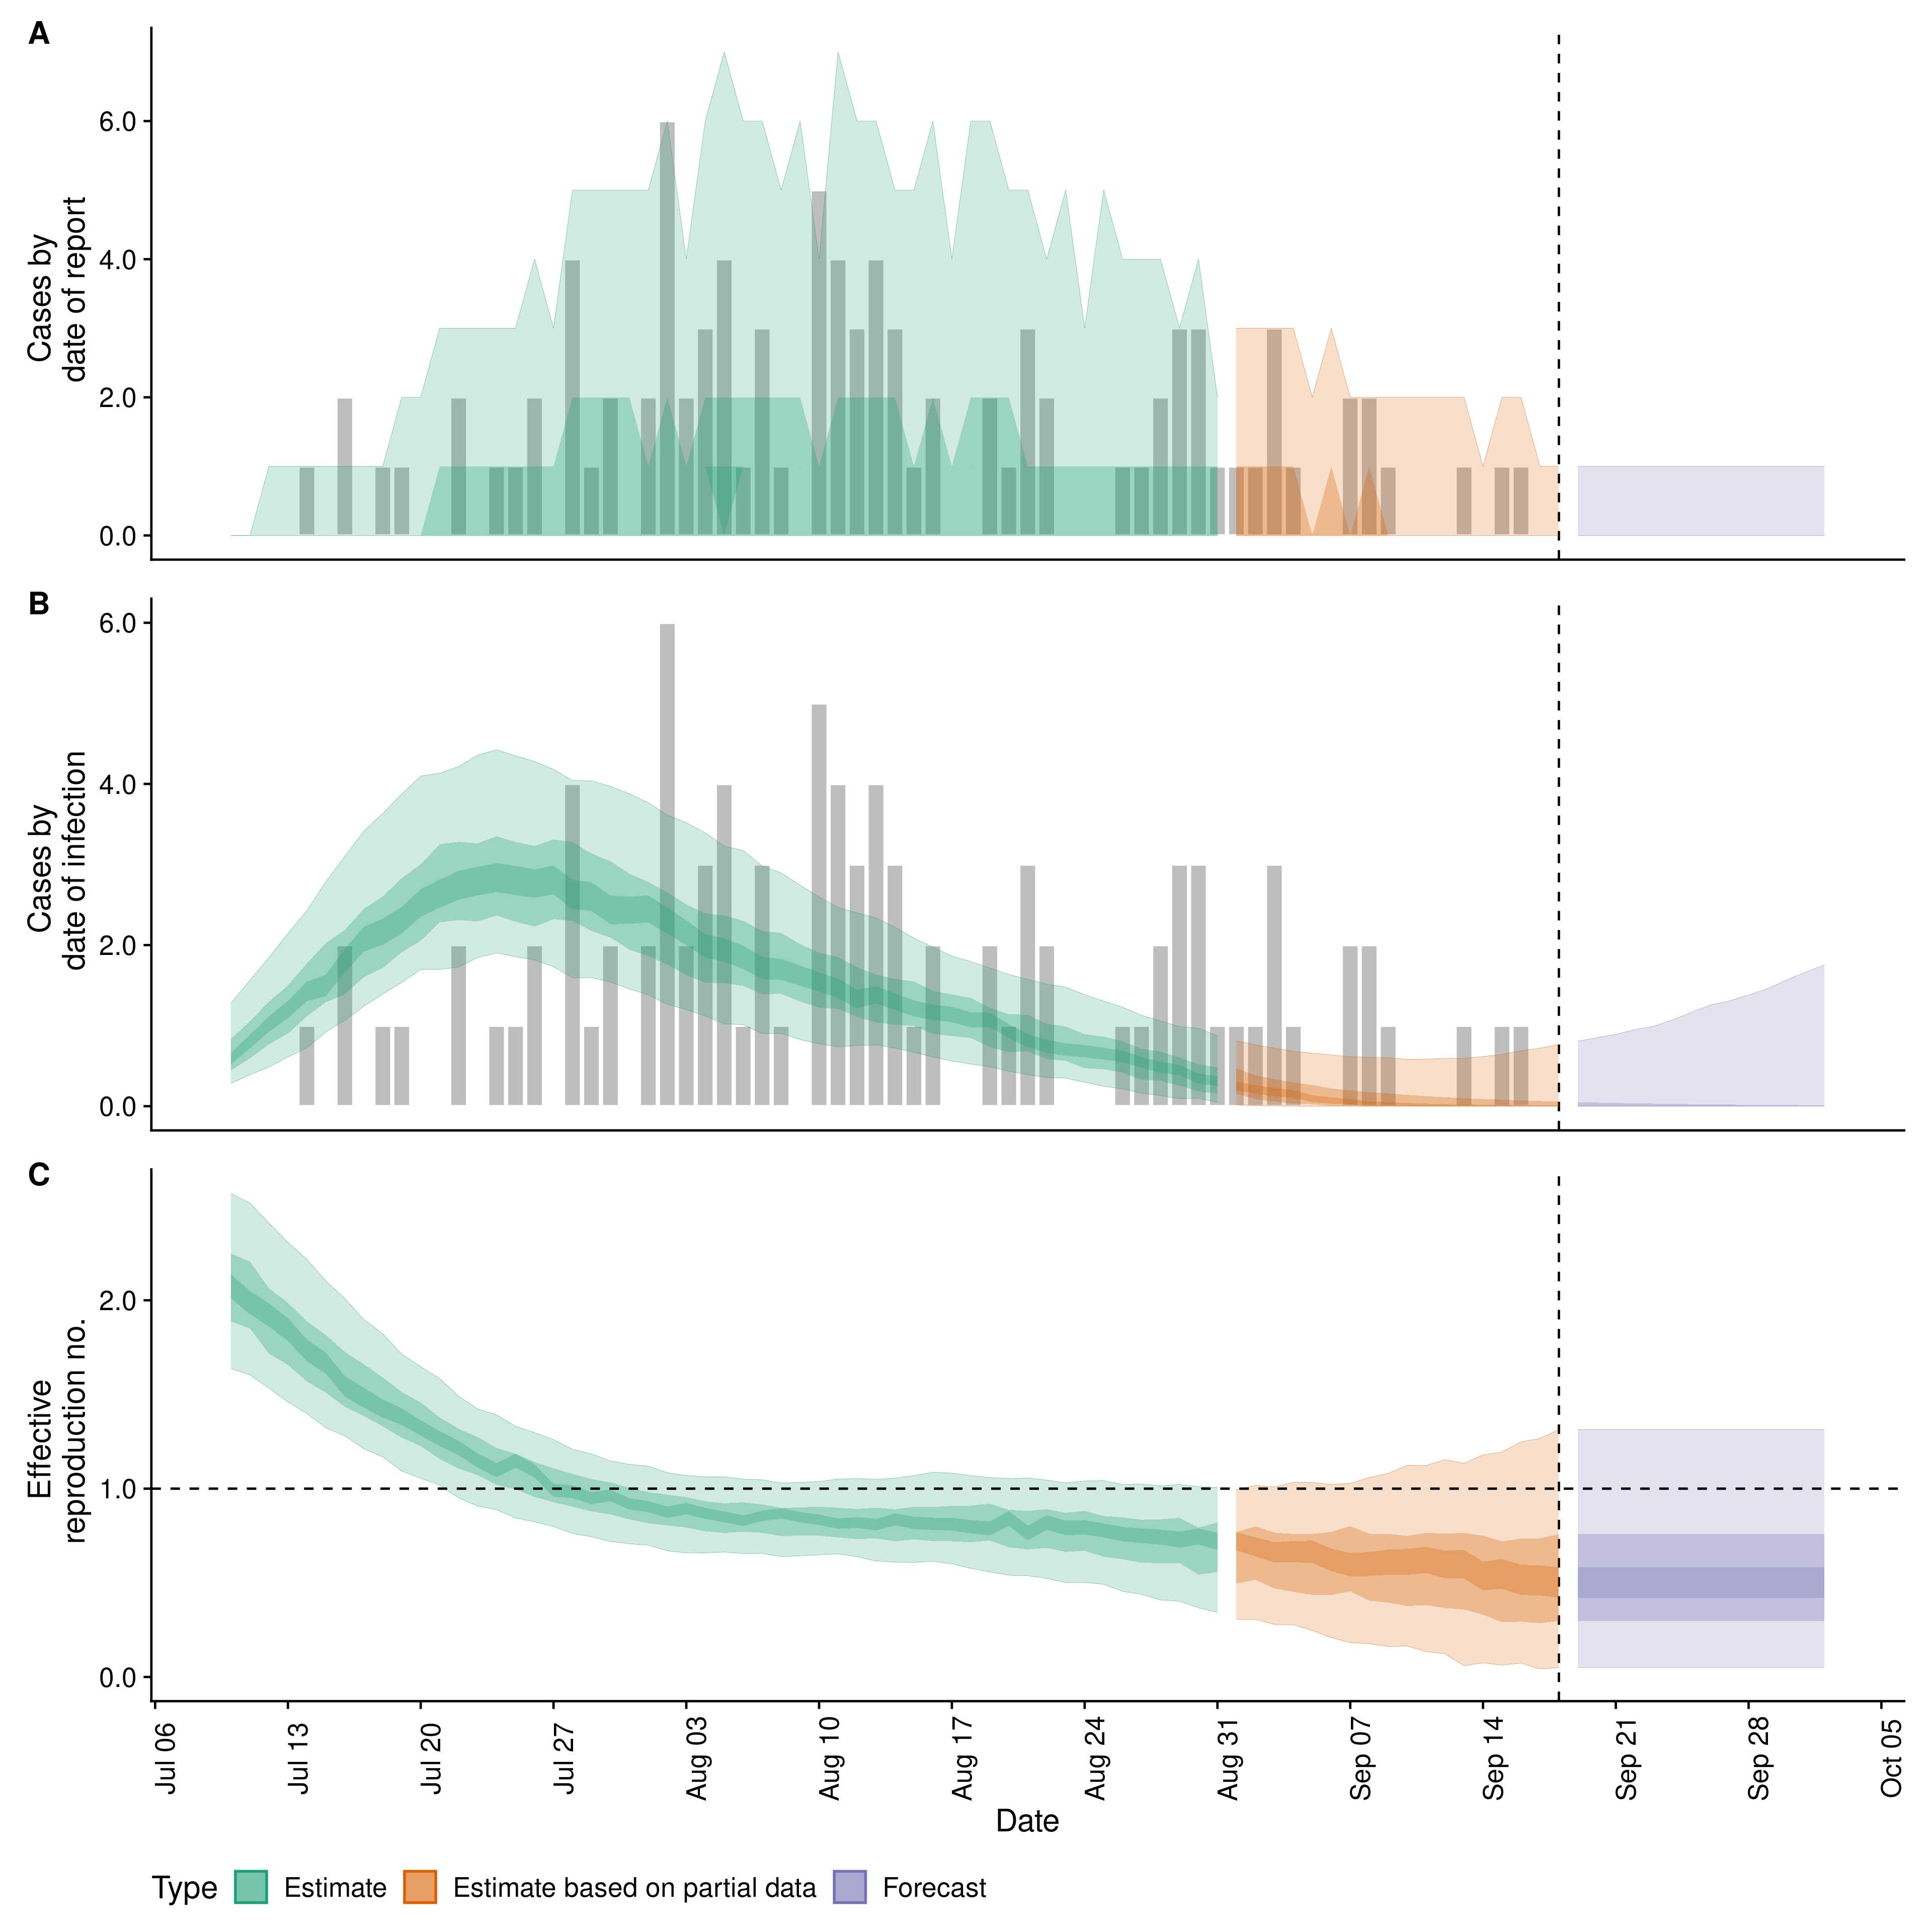 A
Cases by
date of report
6.0
4.0
2.0
0.0
B
Cases by
date of infection
6.0
4.0
2.0
0.0
C
Effective
reproduction no.
2.0
1.0
0.0
Jul 06
Jul 13
Jul 20
Jul 27
Aug 03
Aug 10
Aug 17
Aug 24
Aug 31
Sep 07
Sep 14
Sep 21
Sep 28
Oct 05
Date
Type Estimate Estimate based on partial data Forecast